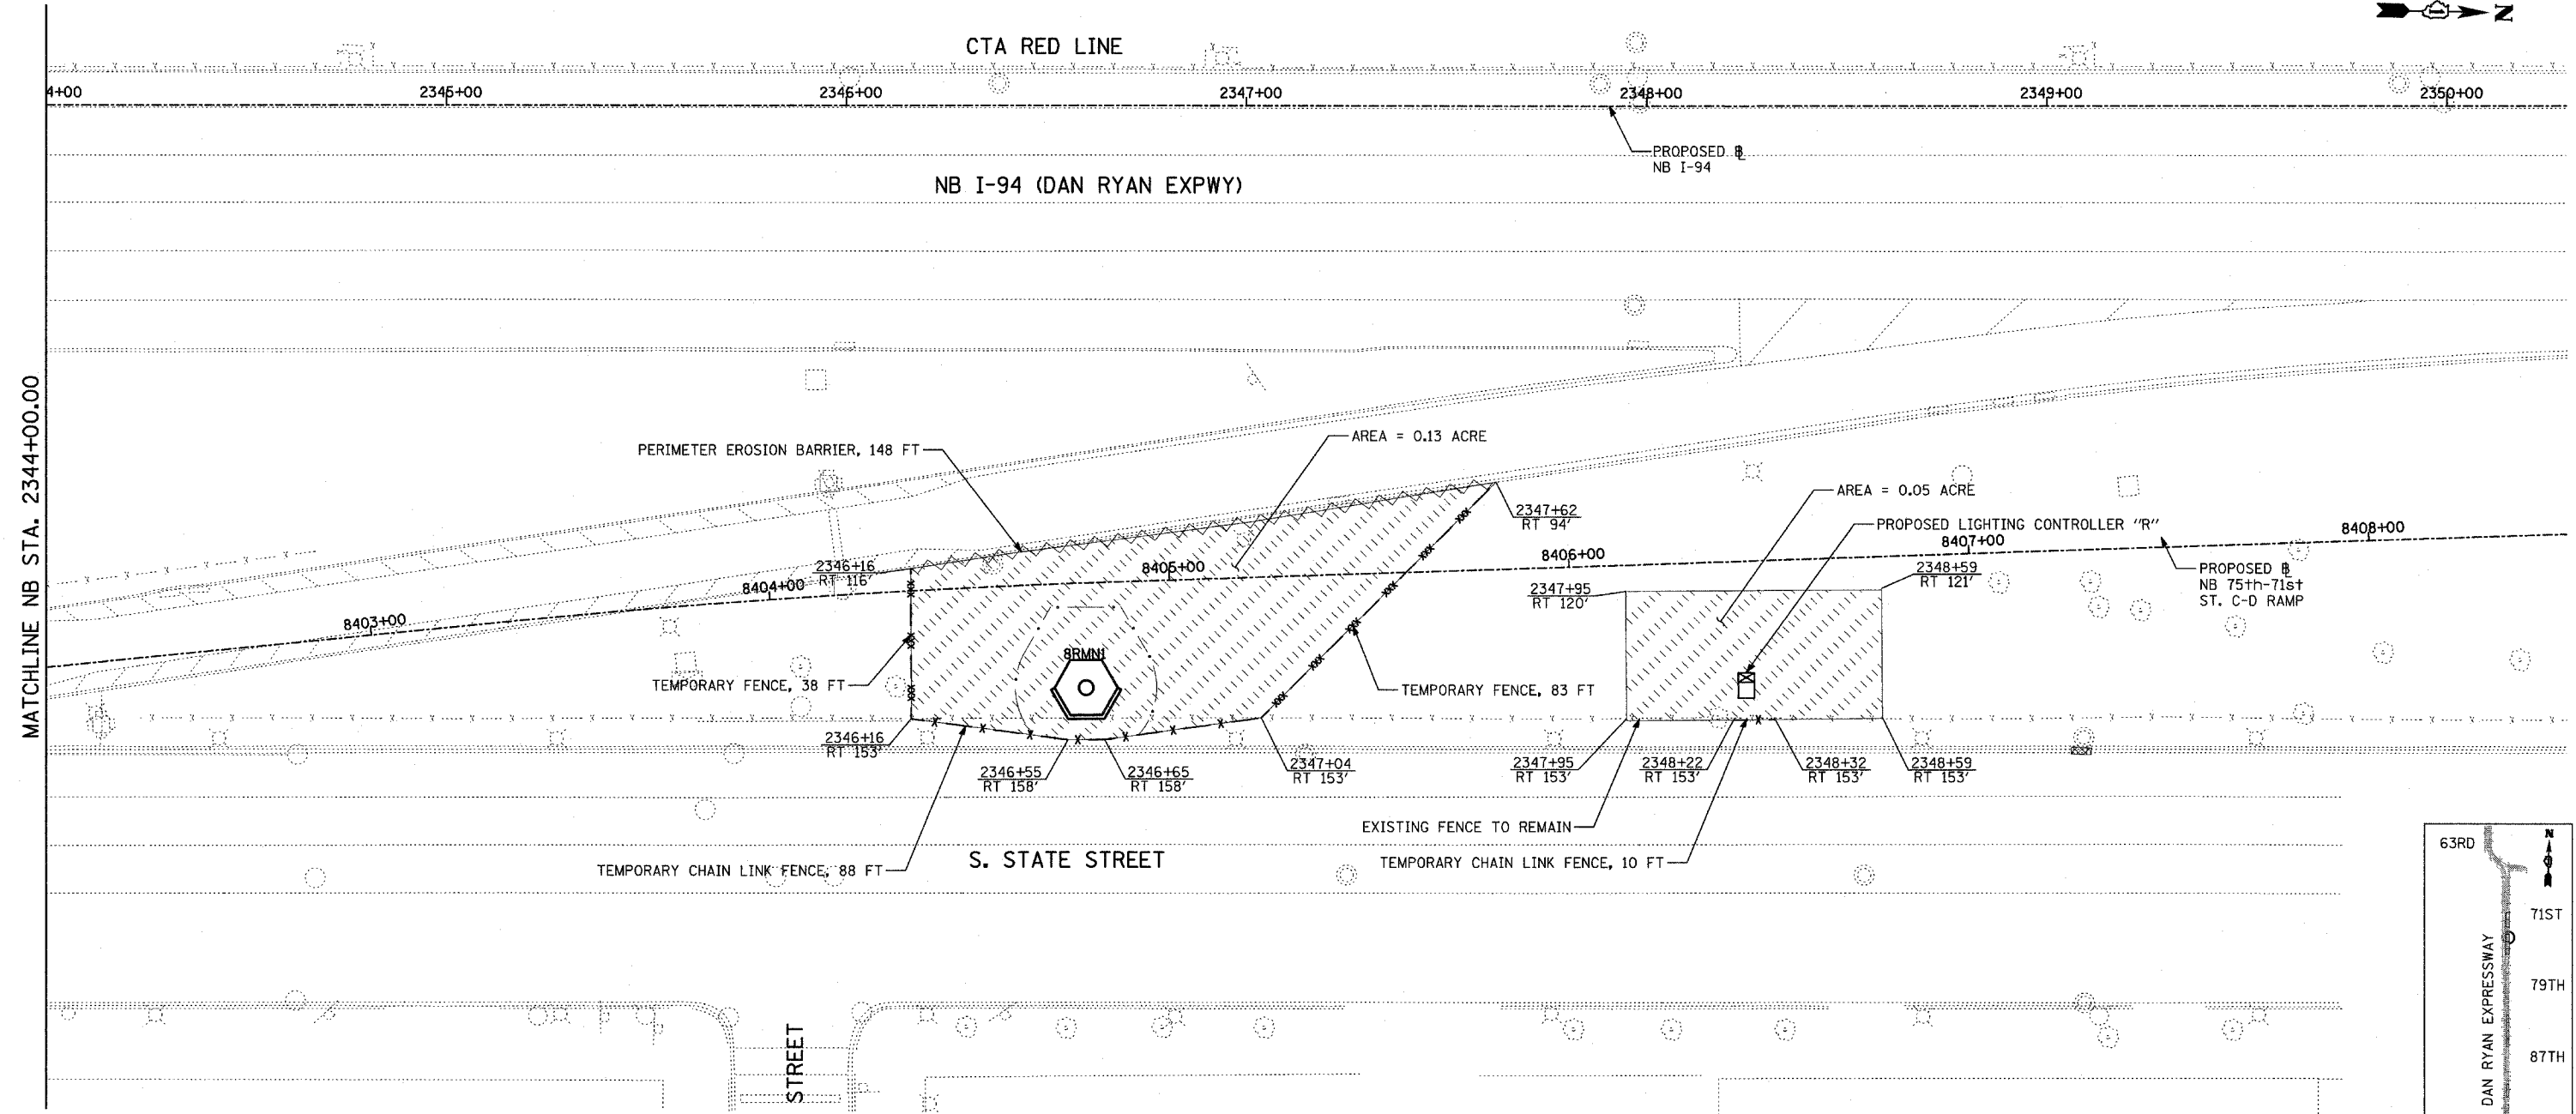 N
CTA RED LINE
4+00
2345+00
2346+00
2347+00
2348+00
2349+00
2350+00
PROPOSED ℄
NB I-94
NB I-94 (DAN RYAN EXPWY)
MATCHLINE NB STA. 2344+00.00
PERIMETER EROSION BARRIER, 148 FT
AREA = 0.13 ACRE
AREA = 0.05 ACRE
2347+62
RT 94'
PROPOSED LIGHTING CONTROLLER "R"
8403+00
8404+00
8405+00
8406+00
8407+00
8408+00
2346+16
RT 116'
2347+95
RT 120'
2348+59
RT 121'
PROPOSED ℄
NB 75th-71st
ST. C-D RAMP
8RMN1
TEMPORARY FENCE, 38 FT
TEMPORARY FENCE, 83 FT
2346+16
RT 153'
2346+55
RT 158'
2346+65
RT 158'
2347+04
RT 153'
2347+95
RT 153'
2348+22
RT 153'
2348+32
RT 153'
2348+59
RT 153'
EXISTING FENCE TO REMAIN
TEMPORARY CHAIN LINK FENCE, 10 FT
TEMPORARY CHAIN LINK FENCE, 88 FT
S. STATE STREET
STREET
63RD
N
71ST
79TH
87TH
DAN RYAN EXPRESSWAY